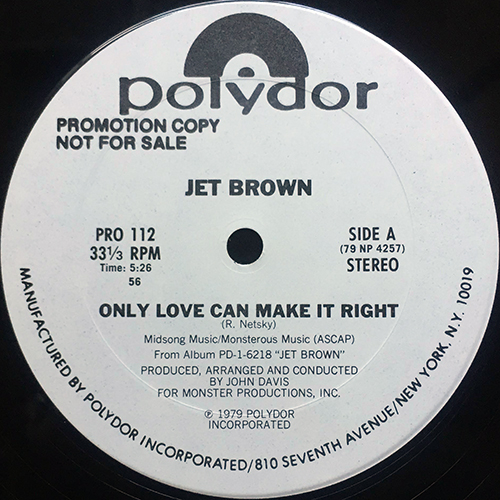 polydor
PROMOTION COPY
NOT FOR SALE
JET BROWN
PRO 112
33⅓ RPM
Time: 5:26
56
SIDE A
(79 NP 4257)
STEREO
ONLY LOVE CAN MAKE IT RIGHT
(R. Netsky)
Midsong Music/Monsterous Music (ASCAP)
From Album PD-1-6218 "JET BROWN"
PRODUCED, ARRANGED AND CONDUCTED
BY JOHN DAVIS
FOR MONSTER PRODUCTIONS, INC.
℗ 1979 POLYDOR
INCORPORATED
MANUFACTURED BY POLYDOR INCORPORATED/810 SEVENTH AVENUE/NEW YORK, N.Y. 10019